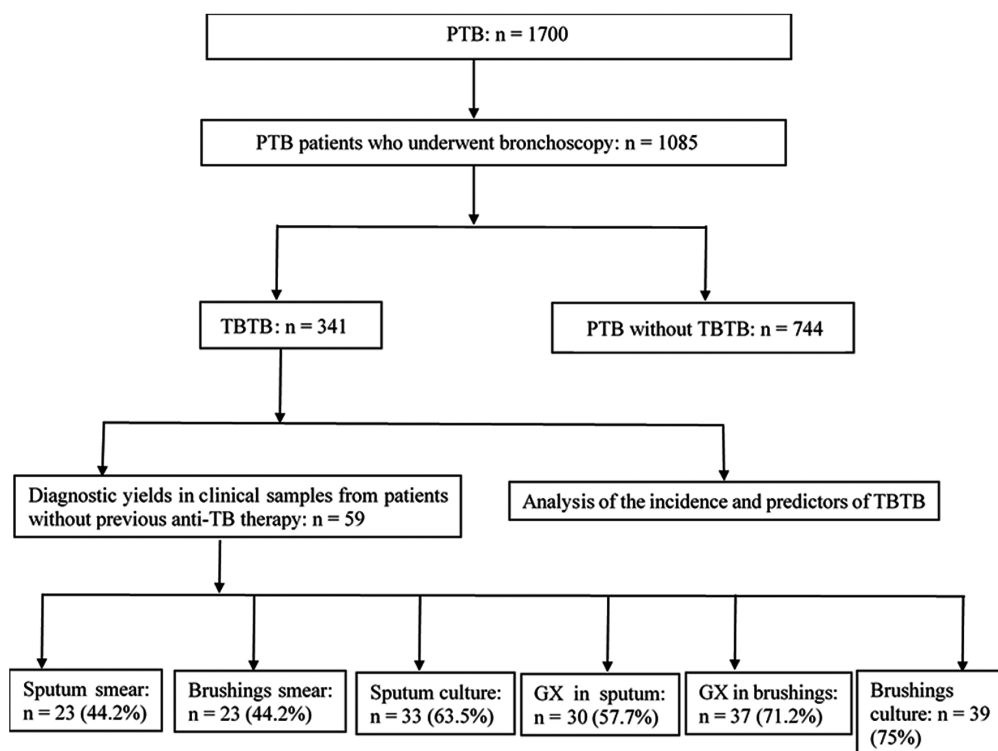 PTB: n = 1700
PTB patients who underwent bronchoscopy: n = 1085
TBTB: n = 341
PTB without TBTB: n = 744
Diagnostic yields in clinical samples from patients
without previous anti-TB therapy: n = 59
Analysis of the incidence and predictors of TBTB
Sputum smear:
n = 23 (44.2%)
Brushings smear:
n = 23 (44.2%)
Sputum culture:
n = 33 (63.5%)
GX in sputum:
n = 30 (57.7%)
GX in brushings:
n = 37 (71.2%)
Brushings
culture: n = 39
(75%)